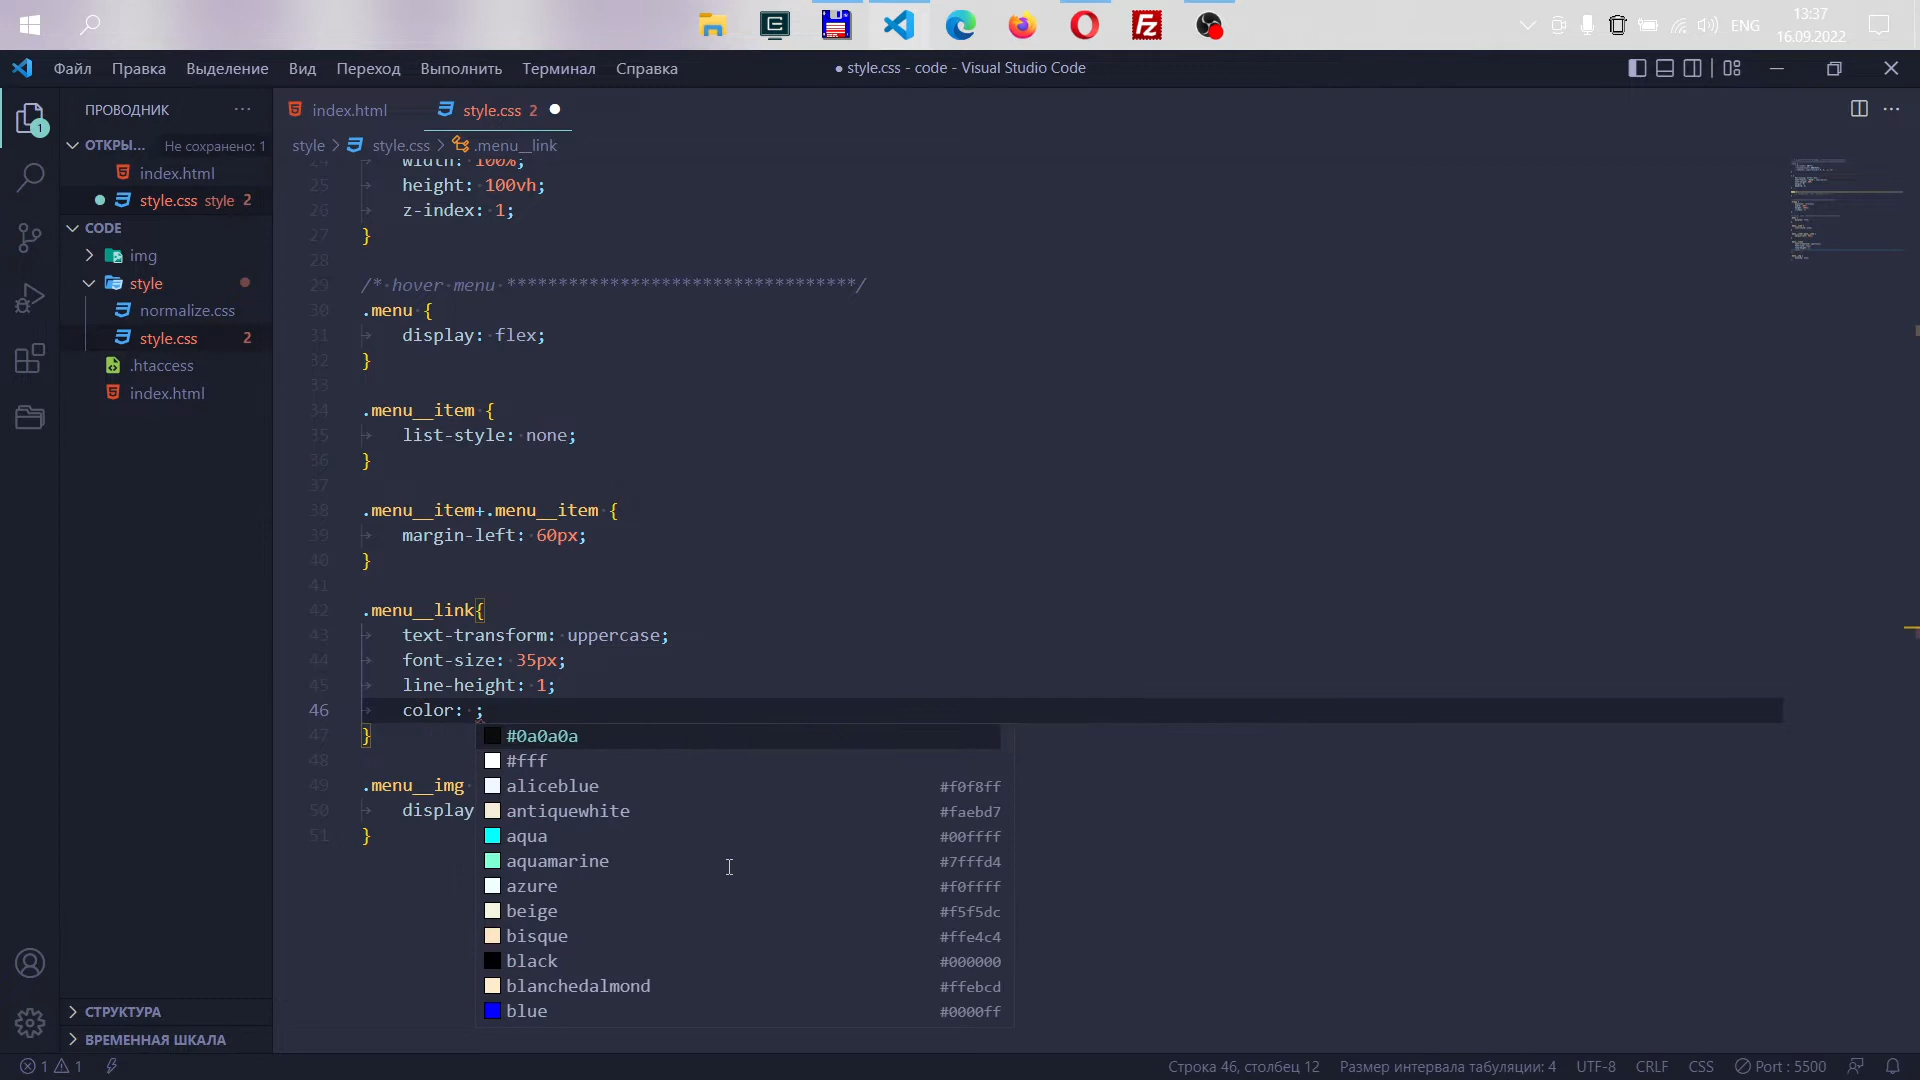 13:37
ENG
16.09.2022
Файл Правка Выделение Вид Переход Выполнить Терминал Справка
● style.css - code - Visual Studio Code
ПРОВОДНИК ···
index.html
style.css 2
ОТКРЫ... Не сохранено: 1
style > style.css > .menu__link
index.html
style.css style 2
CODE
img
style
normalize.css
style.css 2
.htaccess
index.html
1
24 width: 100%;
25 height: 100vh;
26 z-index: 1;
27 }
28
29 /* hover menu **********************************/
30 .menu {
31 display: flex;
32 }
33
34 .menu__item {
35 list-style: none;
36 }
37
38 .menu__item+.menu__item {
39 margin-left: 60px;
40 }
41
42 .menu__link{
43 text-transform: uppercase;
44 font-size: 35px;
45 line-height: 1;
46 color: ;
47 }
48
49 .menu__img
50 display
51 }
#0a0a0a
#fff
aliceblue #f0f8ff
antiquewhite #faebd7
aqua #00ffff
aquamarine #7fffd4
azure #f0ffff
beige #f5f5dc
bisque #ffe4c4
black #000000
blanchedalmond #ffebcd
blue #0000ff
СТРУКТУРА
ВРЕМЕННАЯ ШКАЛА
1 1
Строка 46, столбец 12 Размер интервала табуляции: 4 UTF-8 CRLF CSS Port : 5500